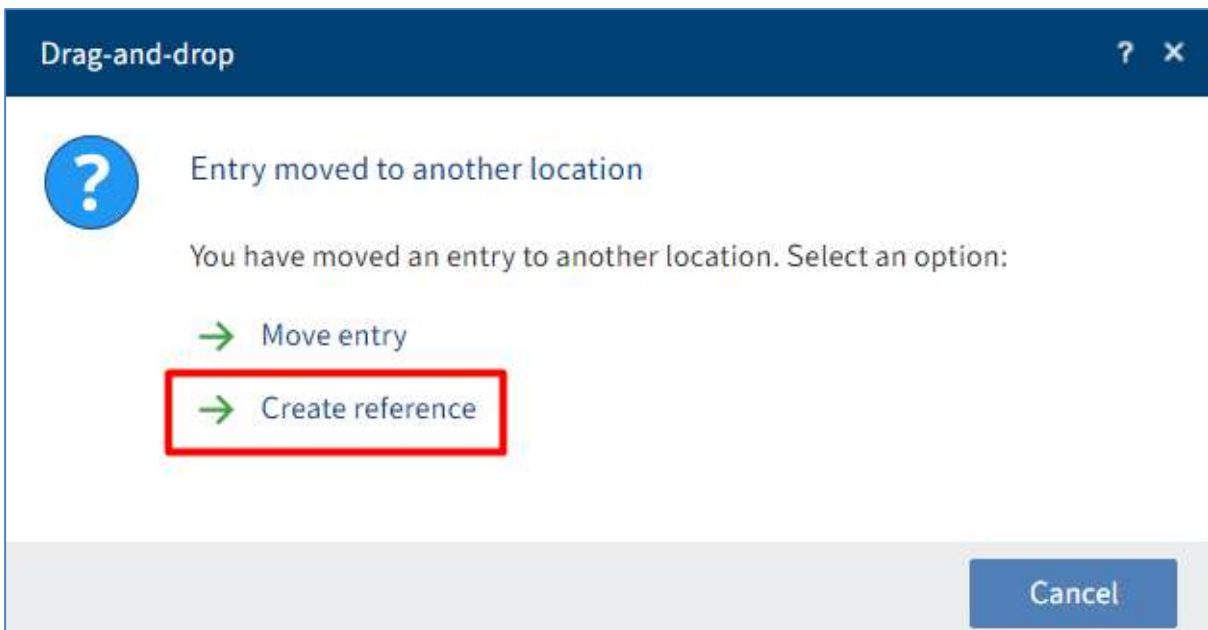 Drag-and-drop ? ×
?
Entry moved to another location
You have moved an entry to another location. Select an option:
→ Move entry
→ Create reference
Cancel